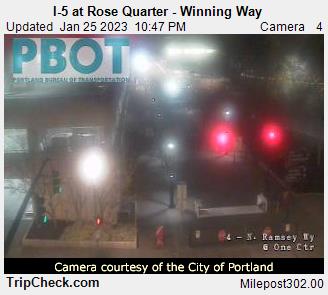 I-5 at Rose Quarter - Winning Way
Updated Jan 25 2023 10:47 PM Camera 4
PBOT
PORTLAND BUREAU OF TRANSPORTATION
4 - N. Ramsey Wy
@ One Ctr
Camera courtesy of the City of Portland
TripCheck.com Milepost302.00